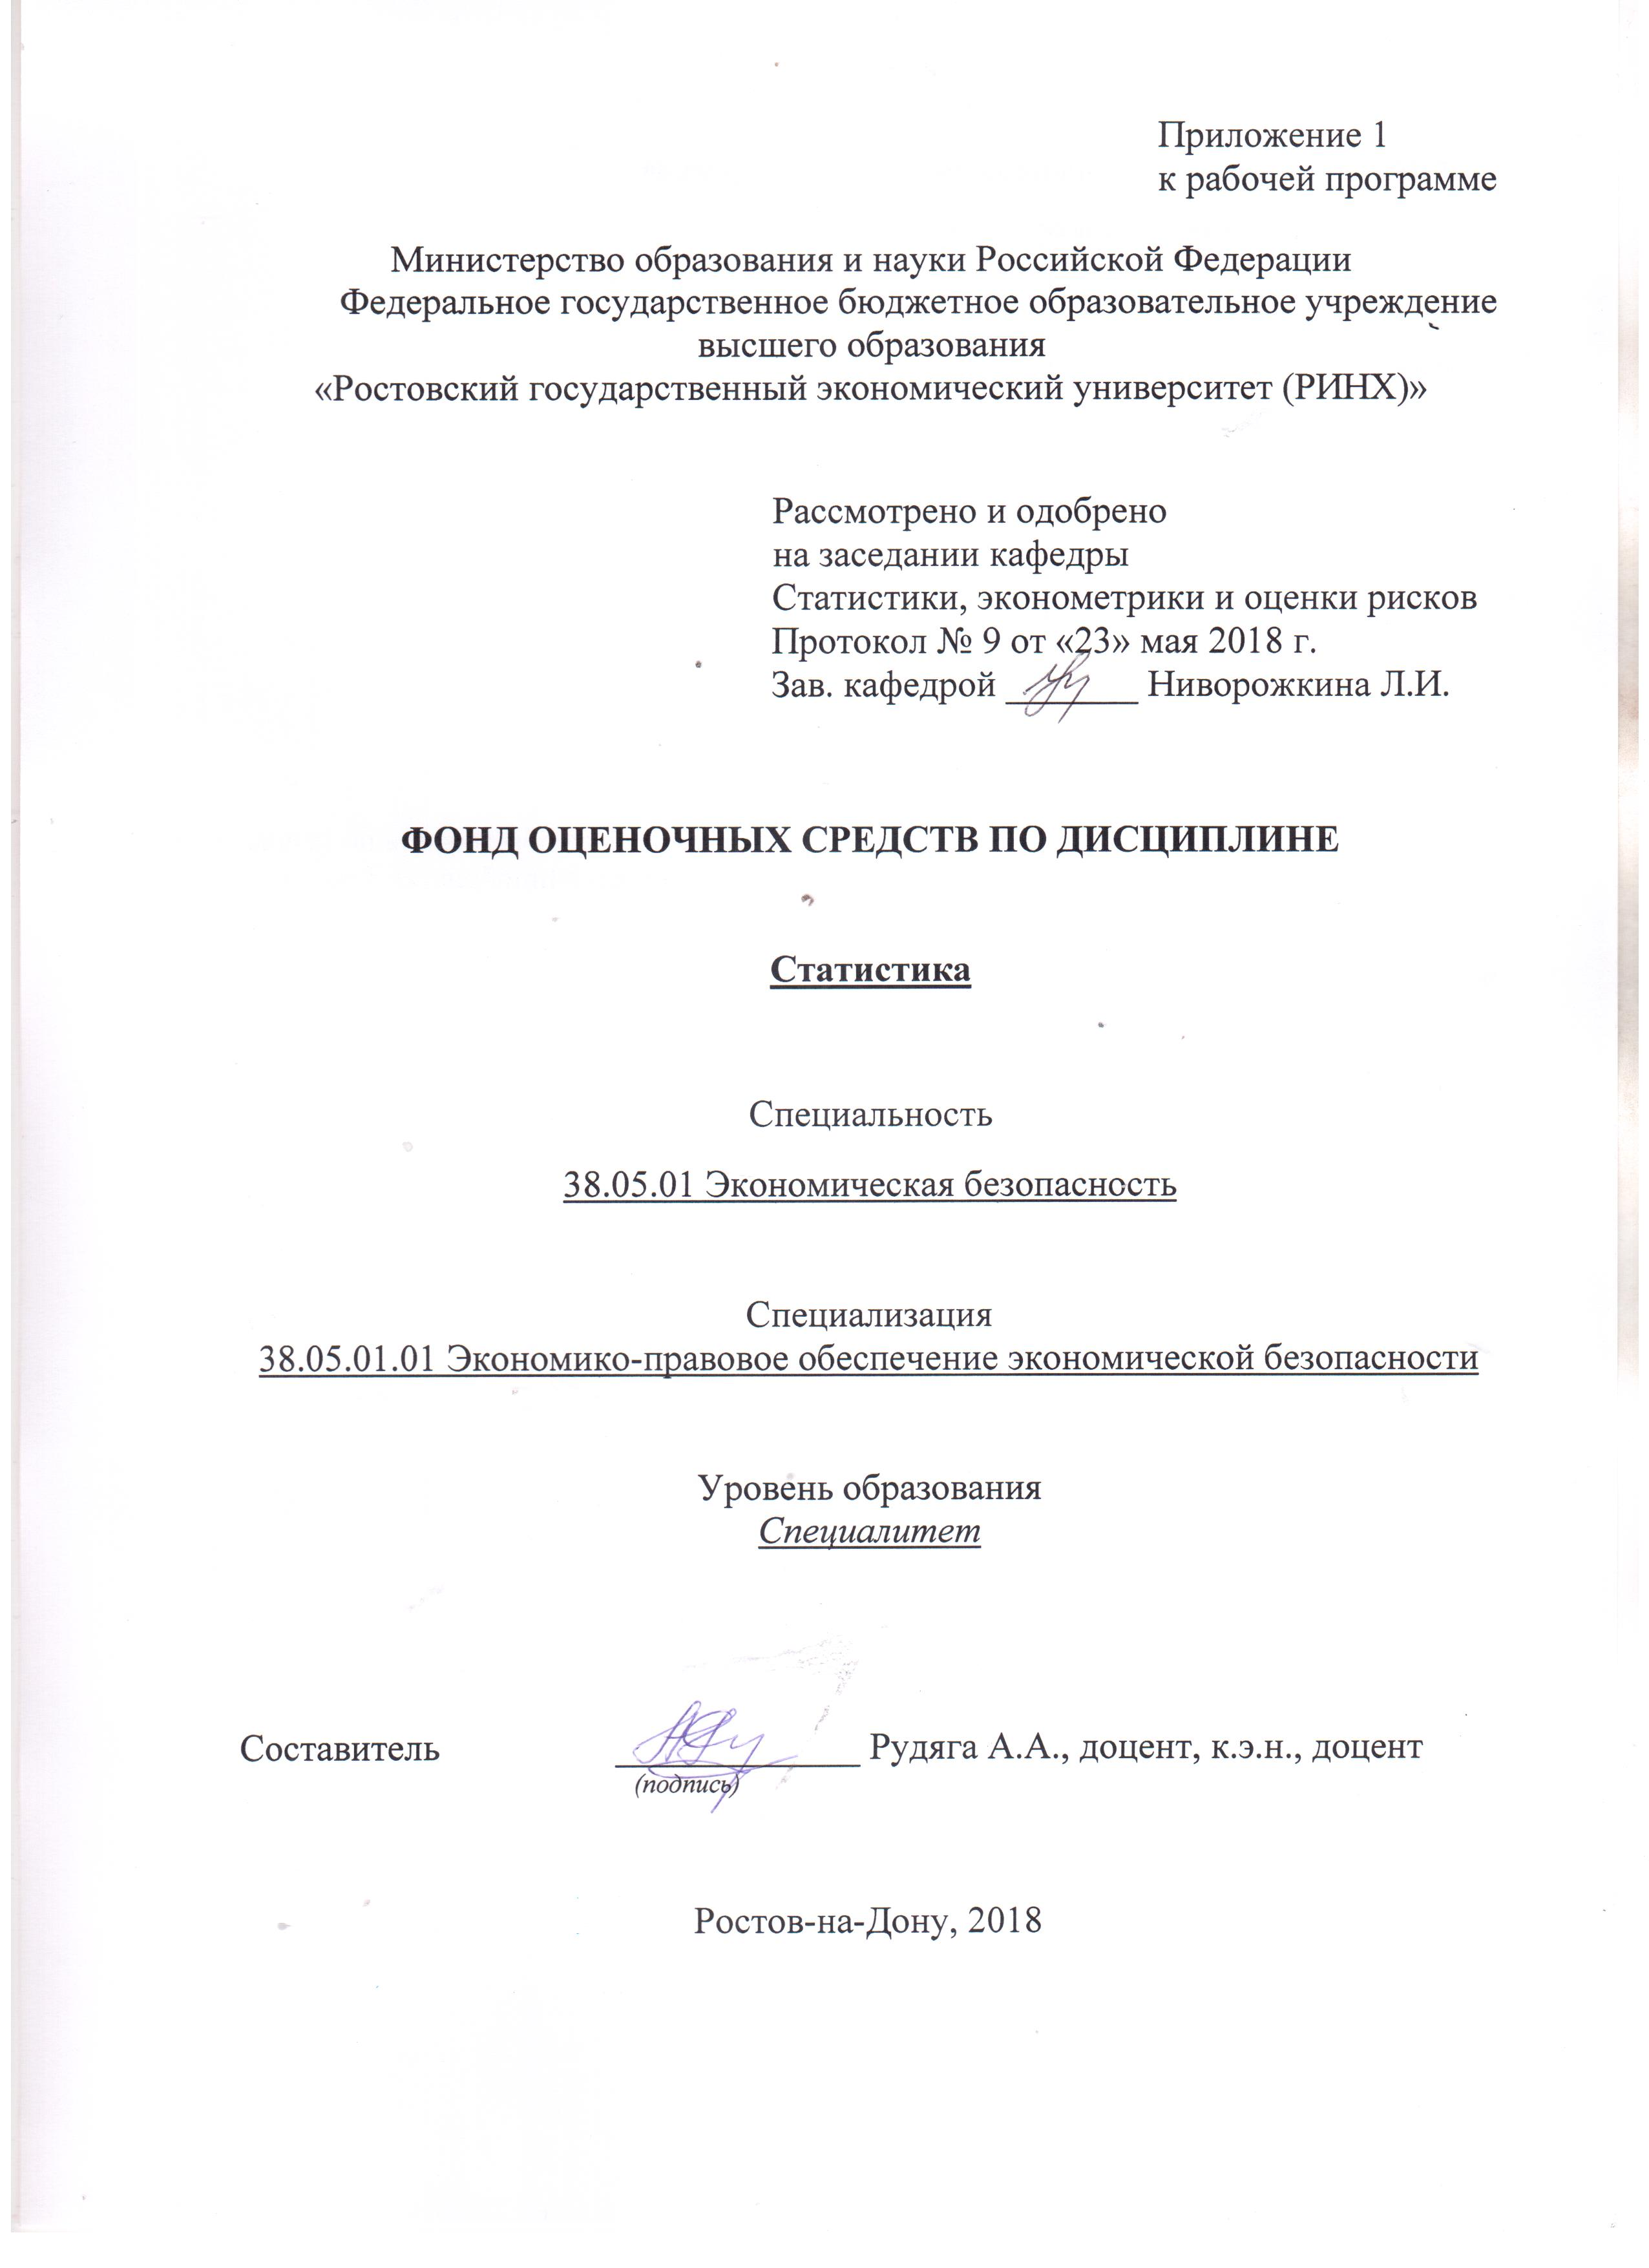 Приложение 1
к рабочей программе
Министерство образования и науки Российской Федерации
Федеральное государственное бюджетное образовательное учреждение
высшего образования
«Ростовский государственный экономический университет (РИНХ)»
Рассмотрено и одобрено
на заседании кафедры
Статистики, эконометрики и оценки рисков
Протокол № 9 от «23» мая 2018 г.
Зав. кафедрой _______ Ниворожкина Л.И.
ФОНД ОЦЕНОЧНЫХ СРЕДСТВ ПО ДИСЦИПЛИНЕ
Статистика
Специальность
38.05.01 Экономическая безопасность
Специализация
38.05.01.01 Экономико-правовое обеспечение экономической безопасности
Уровень образования
Специалитет
Составитель _____________ Рудяга А.А., доцент, к.э.н., доцент
(подпись)
Ростов-на-Дону, 2018